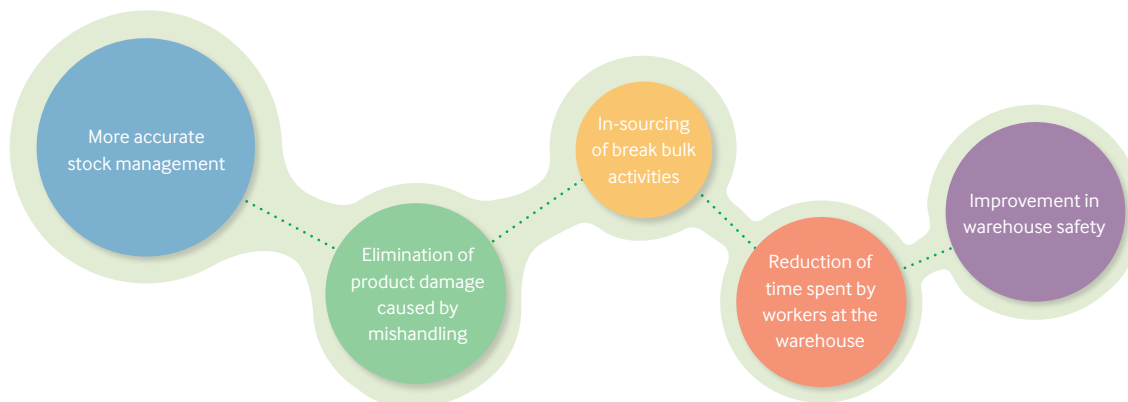 More accurate
stock management
Elimination of
product damage
caused by
mishandling
In-sourcing
of break bulk
activities
Reduction of
time spent by
workers at the
warehouse
Improvement in
warehouse safety